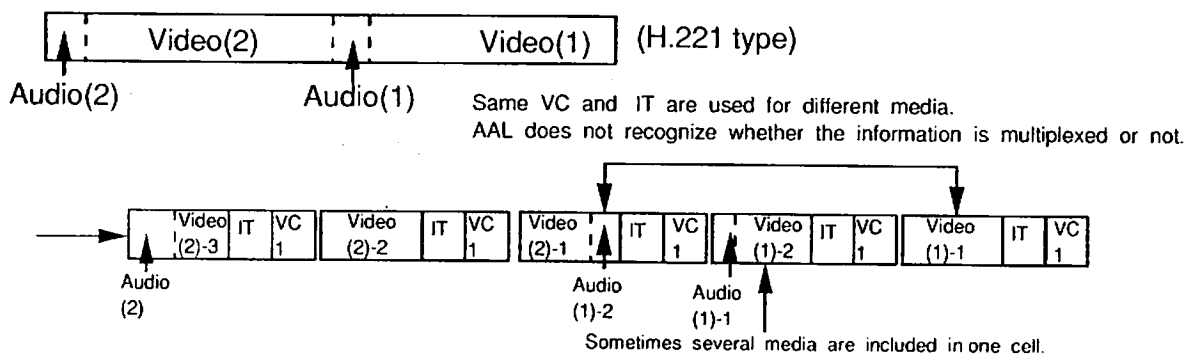 Video(2) Video(1) (H.221 type)
Audio(2) Audio(1)
Same VC and IT are used for different media.
AAL does not recognize whether the information is multiplexed or not.
Video (2)-3 IT VC 1 Video (2)-2 IT VC 1 Video (2)-1 IT VC 1 Video (1)-2 IT VC 1 Video (1)-1 IT VC 1
Audio (2)
Audio (1)-2
Audio (1)-1
Sometimes several media are included in one cell.